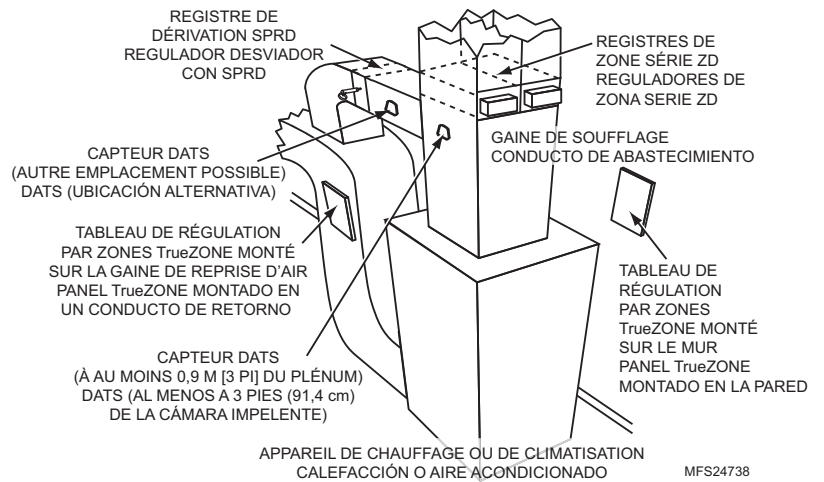 REGISTRE DE
DÉRIVATION SPRD
REGULADOR DESVIADOR
CON SPRD
REGISTRES DE
ZONE SÉRIE ZD
REGULADORES DE
ZONA SERIE ZD
GAINE DE SOUFFLAGE
CONDUCTO DE ABASTECIMIENTO
CAPTEUR DATS
(AUTRE EMPLACEMENT POSSIBLE)
DATS (UBICACIÓN ALTERNATIVA)
TABLEAU DE RÉGULATION
PAR ZONES TrueZONE MONTÉ
SUR LA GAINE DE REPRISE D'AIR
PANEL TrueZONE MONTADO EN
UN CONDUCTO DE RETORNO
TABLEAU DE
RÉGULATION
PAR ZONES
TrueZONE MONTÉ
SUR LE MUR
PANEL TrueZONE
MONTADO EN LA PARED
CAPTEUR DATS
(À AU MOINS 0,9 M [3 PI] DU PLÉNUM)
DATS (AL MENOS A 3 PIES (91,4 cm)
DE LA CÁMARA IMPELENTE)
APPAREIL DE CHAUFFAGE OU DE CLIMATISATION
CALEFACCIÓN O AIRE ACONDICIONADO
MFS24738